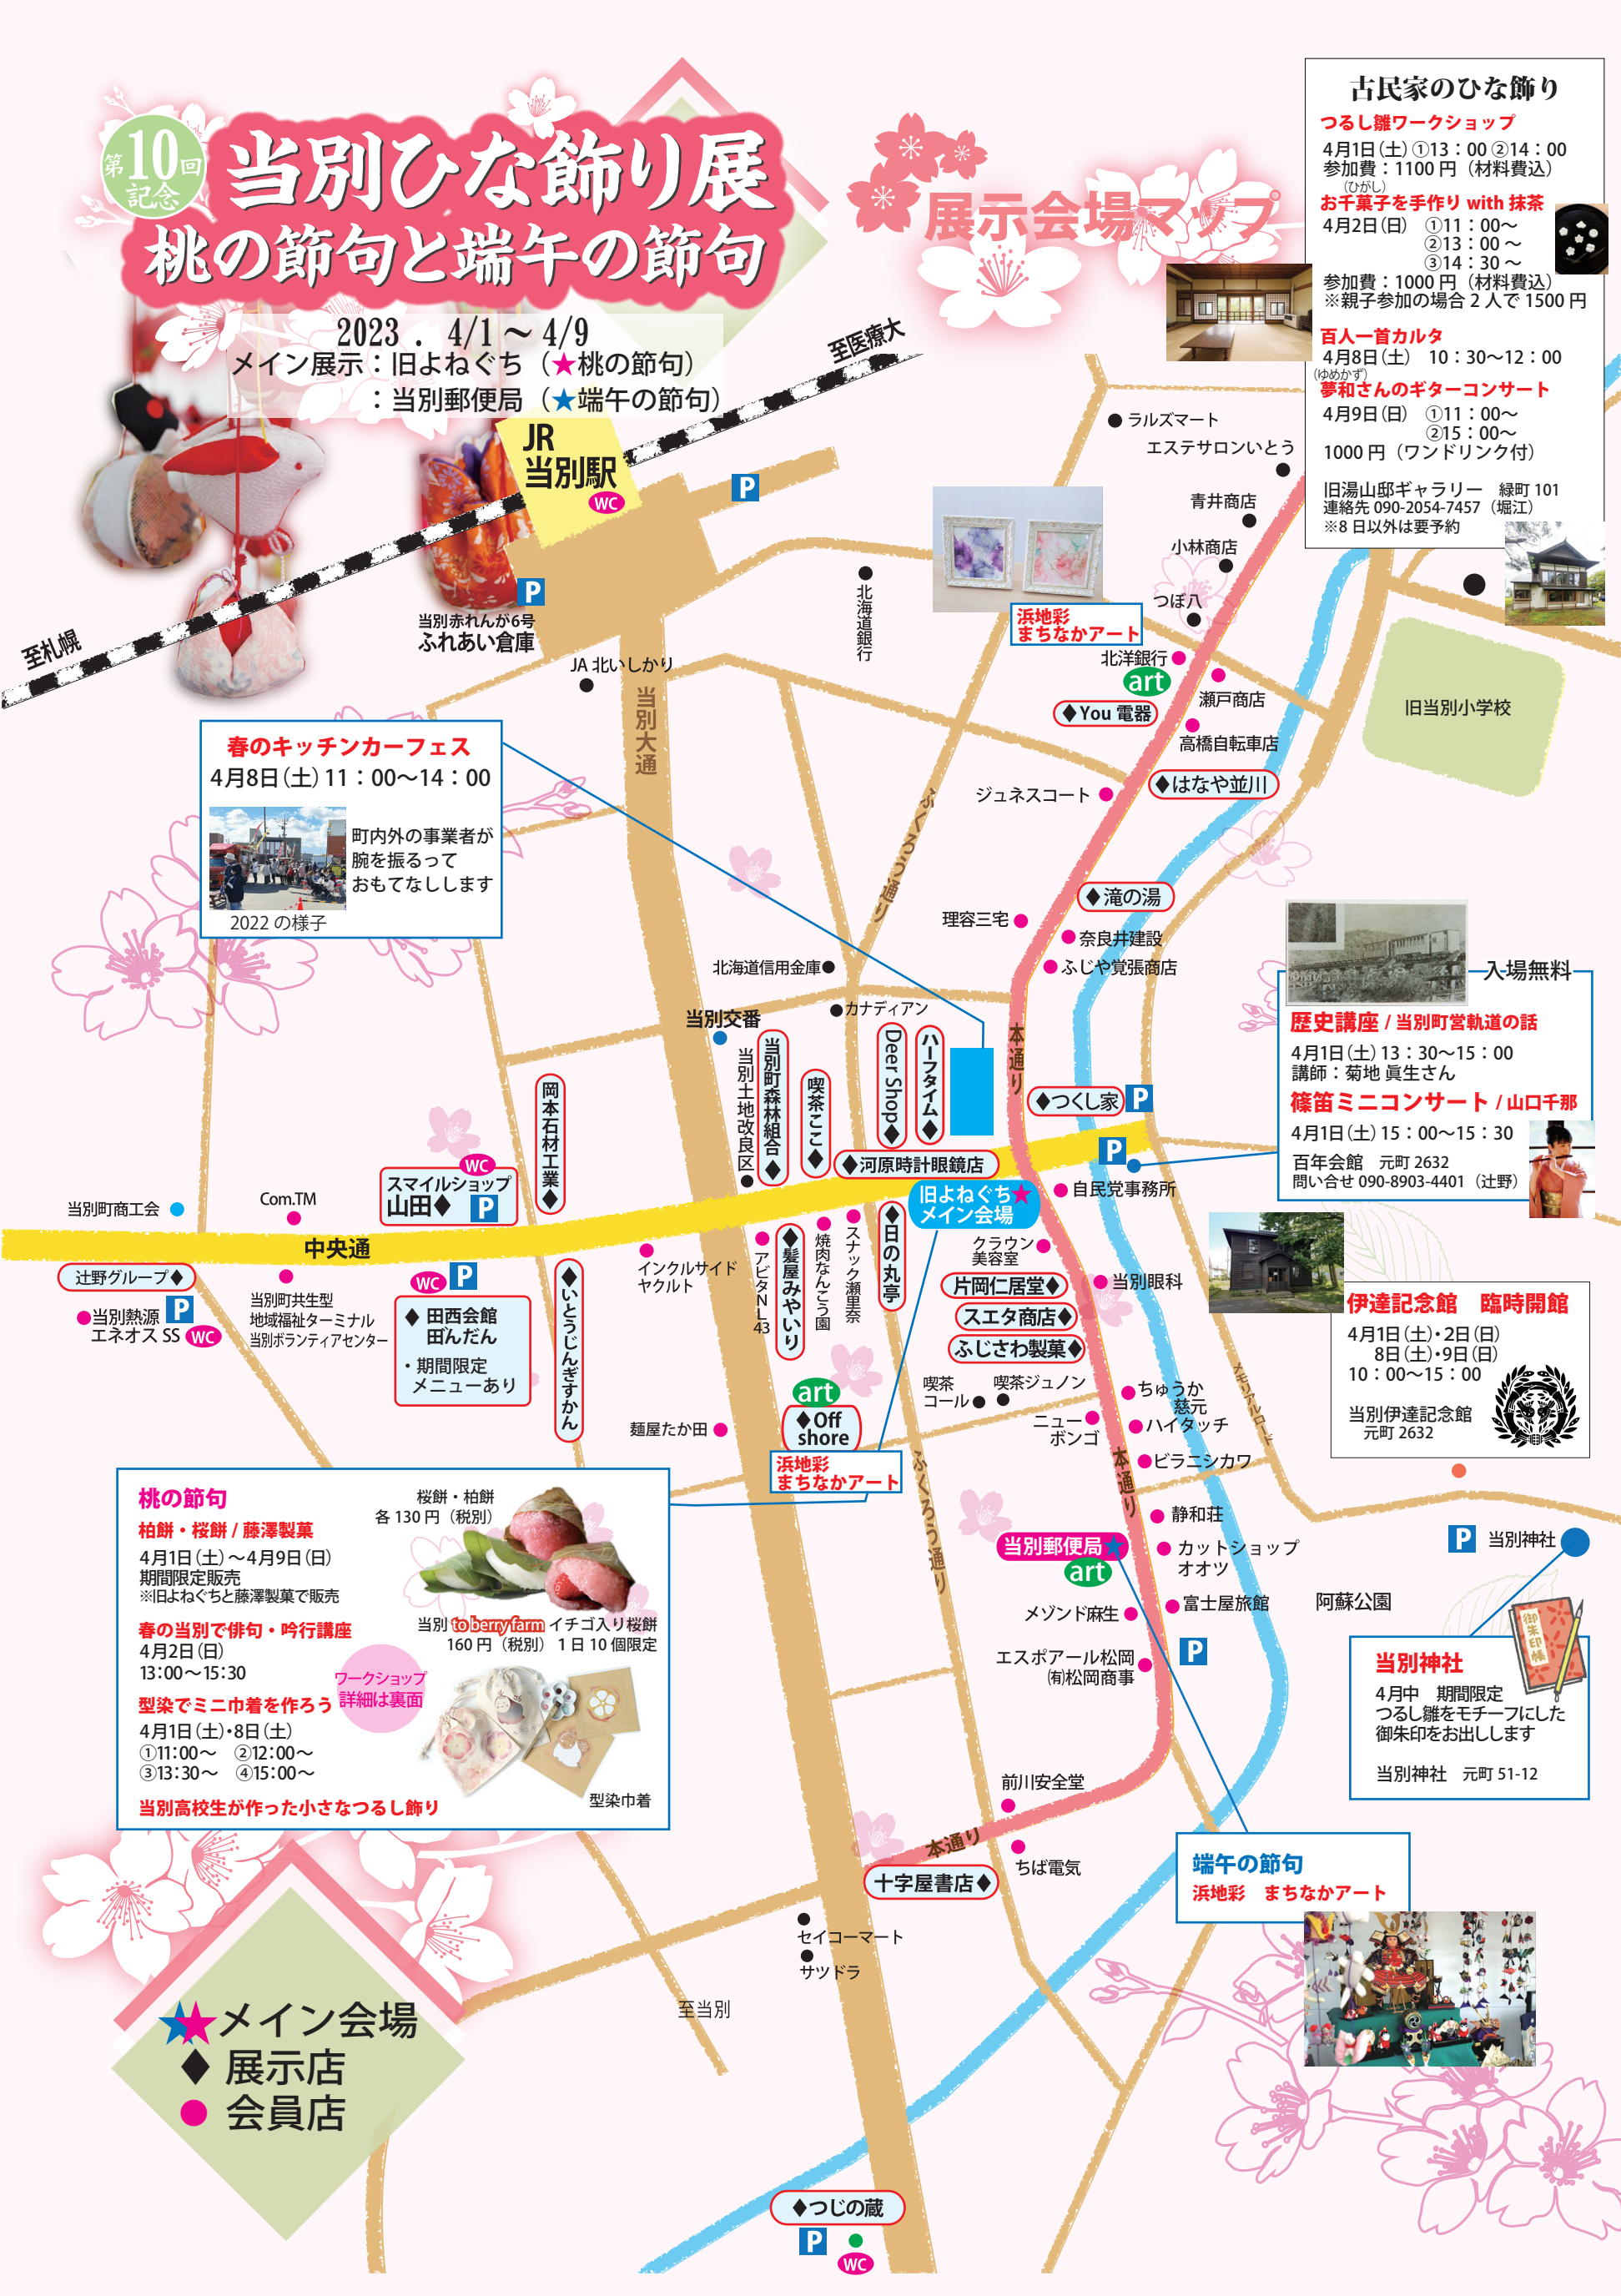 第10回
記念
当別ひな飾り展
桃の節句と端午の節句
2023 . 4/1～4/9
メイン展示：旧よねぐち（★桃の節句）
：当別郵便局（★端午の節句）
展示会場マップ
古民家のひな飾り
つるし雛ワークショップ
4月1日（土）①13：00 ②14：00
参加費：1100円（材料費込）
（ひがし）
お千菓子を手作り with 抹茶
4月2日（日）　①11：00～
②13：00～
③14：30～
参加費：1000円（材料費込）
※親子参加の場合2人で1500円
百人一首カルタ
4月8日（土）　10：30～12：00
（ゆめかず）
夢和さんのギターコンサート
4月9日（日）　①11：00～
②15：00～
1000円（ワンドリンク付）
旧湯山邸ギャラリー　緑町101
連絡先 090-2054-7457（堀江）
※8日以外は要予約
至医療大
JR
当別駅
WC
P
至札幌
P
当別赤れんが6号
ふれあい倉庫
JA北いしかり
当別大通
北海道銀行
ラルズマート
エステサロンいとう
青井商店
小林商店
つぼ八
浜地彩
まちなかアート
北洋銀行
art
瀬戸商店
◆You電器
高橋自転車店
旧当別小学校
ジュネスコート
◆はなや並川
ふくろう通り
◆滝の湯
理容三宅
奈良井建設
ふじや覚張商店
春のキッチンカーフェス
4月8日（土）11：00～14：00
町内外の事業者が
腕を振るって
おもてなしします
2022の様子
北海道信用金庫
カナディアン
当別交番
当別土地改良区
当別町森林組合◆
喫茶ここ◆
Deer Shop◆
ハーフタイム◆
本通り
◆つくし家
P
P
◆河原時計眼鏡店
旧よねぐち★
メイン会場
自民党事務所
入場無料
歴史講座 / 当別町営軌道の話
4月1日（土）13：30～15：00
講師：菊地 眞生さん
篠笛ミニコンサート / 山口千那
4月1日（土）15：00～15：30
百年会館　元町2632
問い合せ 090-8903-4401（辻野）
岡本石材工業◆
WC
スマイルショップ
山田◆
P
当別町商工会
Com.TM
中央通
辻野グループ◆
当別熱源
エネオスSS
P
WC
当別町共生型
地域福祉ターミナル
当別ボランティアセンター
WC
P
◆田西会館
田んだん
・期間限定
メニューあり
◆いとうじんぎすかん
インクルサイド
ヤクルト
アビタNL43
◆髪屋みやいり
焼肉なんこう園
スナック瀬里奈
◆日の丸亭
クラウン
美容室
片岡仁居堂◆
スエタ商店◆
ふじさわ製菓◆
当別眼科
喫茶
コール
喫茶ジュノン
ちゅうか
慈元
ニュー
ボンゴ
ハイタッチ
ビラニシカワ
メモリアルロード
伊達記念館　臨時開館
4月1日（土）・2日（日）
8日（土）・9日（日）
10：00～15：00
当別伊達記念館
元町2632
麺屋たか田
art
◆Off
shore
浜地彩
まちなかアート
ふくろう通り
本通り
静和荘
当別郵便局★
art
カットショップ
オオツ
メゾンド麻生
富士屋旅館
エスポアール松岡
㈲松岡商事
P
阿蘇公園
P
当別神社
御朱印帳
当別神社
4月中　期間限定
つるし雛をモチーフにした
御朱印をお出しします
当別神社　元町51-12
桃の節句
柏餅・桜餅 / 藤澤製菓
4月1日（土）～4月9日（日）
期間限定販売
※旧よねぐちと藤澤製菓で販売
桜餅・柏餅
各130円（税別）
春の当別で俳句・吟行講座
4月2日（日）
13:00～15:30
当別 to berry farm イチゴ入り桜餅
160円（税別） 1日10個限定
ワークショップ
詳細は裏面
型染でミニ巾着を作ろう
4月1日（土）・8日（土）
①11:00～　②12:00～
③13:30～　④15:00～
型染巾着
当別高校生が作った小さなつるし飾り
前川安全堂
本通り
ちば電気
十字屋書店◆
端午の節句
浜地彩　まちなかアート
セイコーマート
サツドラ
至当別
★★メイン会場
◆ 展示店
● 会員店
◆つじの蔵
P
WC